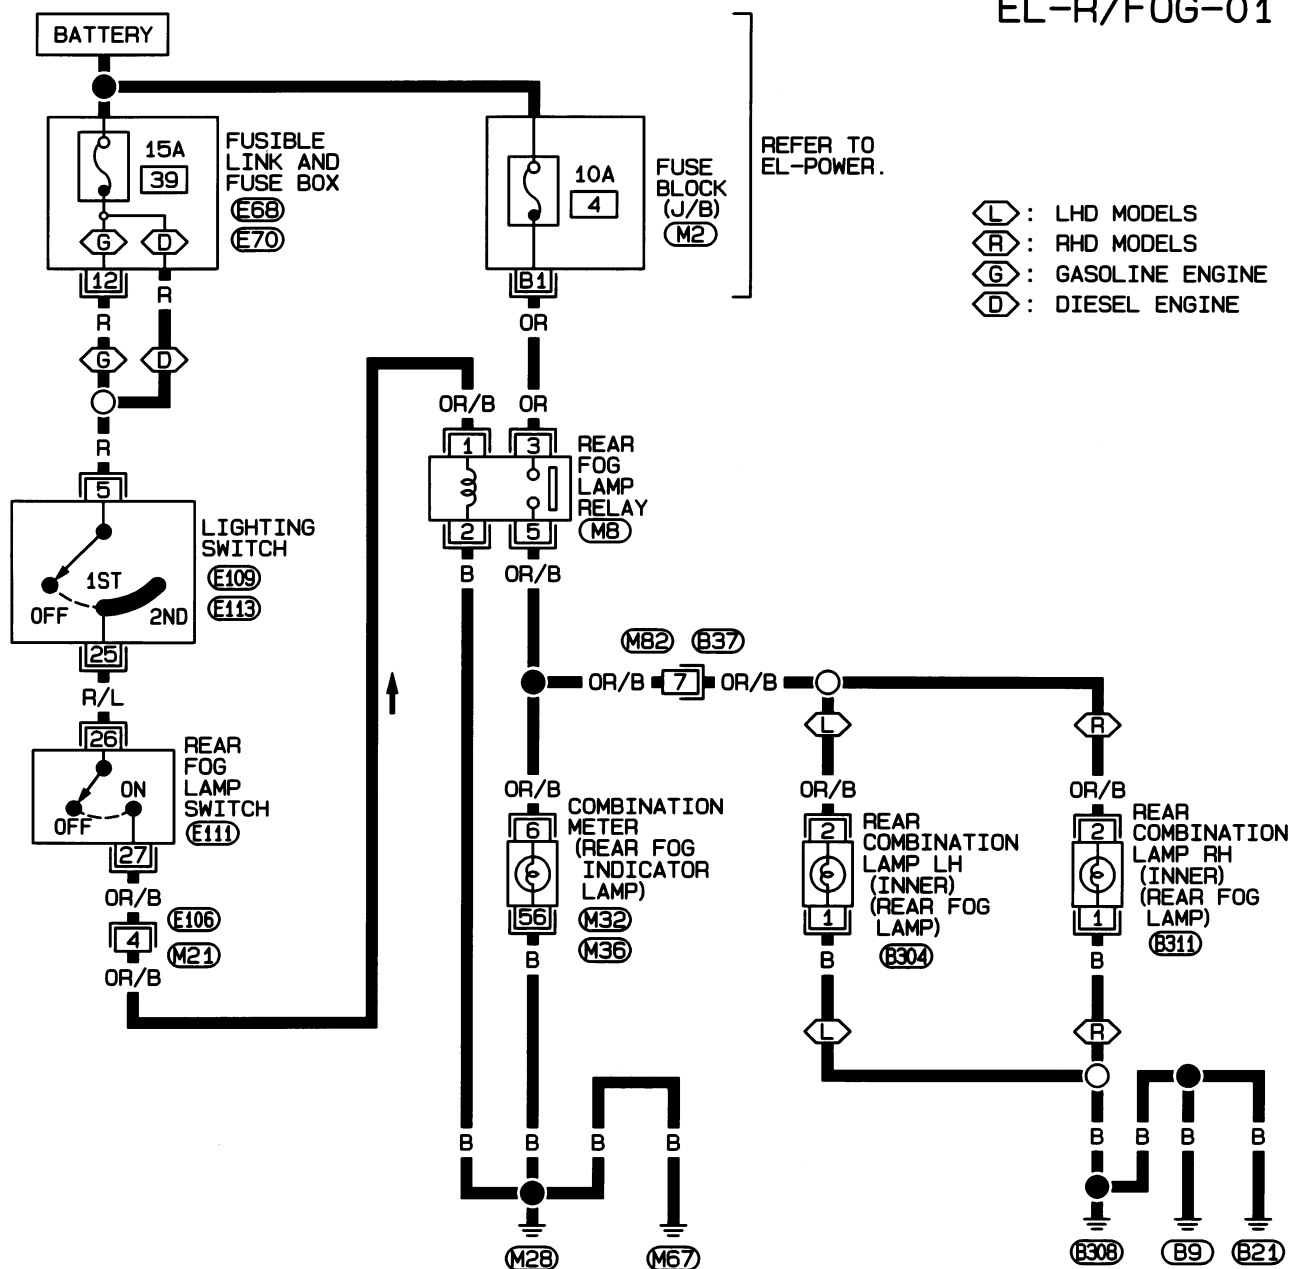 EL-R/FOG-01
BATTERY
15A
39
FUSIBLE
LINK AND
FUSE BOX
E68
E70
G
D
12
R
R
G
D
R
10A
4
FUSE
BLOCK
(J/B)
M2
B1
OR
REFER TO
EL-POWER.
L : LHD MODELS
R : RHD MODELS
G : GASOLINE ENGINE
D : DIESEL ENGINE
OR/B
OR
1
3
REAR
FOG
LAMP
RELAY
M8
2
5
B
OR/B
5
LIGHTING
SWITCH
E109
E113
1ST
OFF
2ND
25
R/L
26
REAR
FOG
LAMP
SWITCH
E111
ON
OFF
27
OR/B
E106
4
M21
OR/B
M82
B37
OR/B
7
OR/B
L
R
OR/B
OR/B
OR/B
6
COMBINATION
METER
(REAR FOG
INDICATOR
LAMP)
M32
M36
56
B
2
REAR
COMBINATION
LAMP LH
(INNER)
(REAR FOG
LAMP)
B304
1
B
2
REAR
COMBINATION
LAMP RH
(INNER)
(REAR FOG
LAMP)
B311
1
B
L
R
B
B
B
B
B
B
B
B
M28
M67
B308
B9
B21